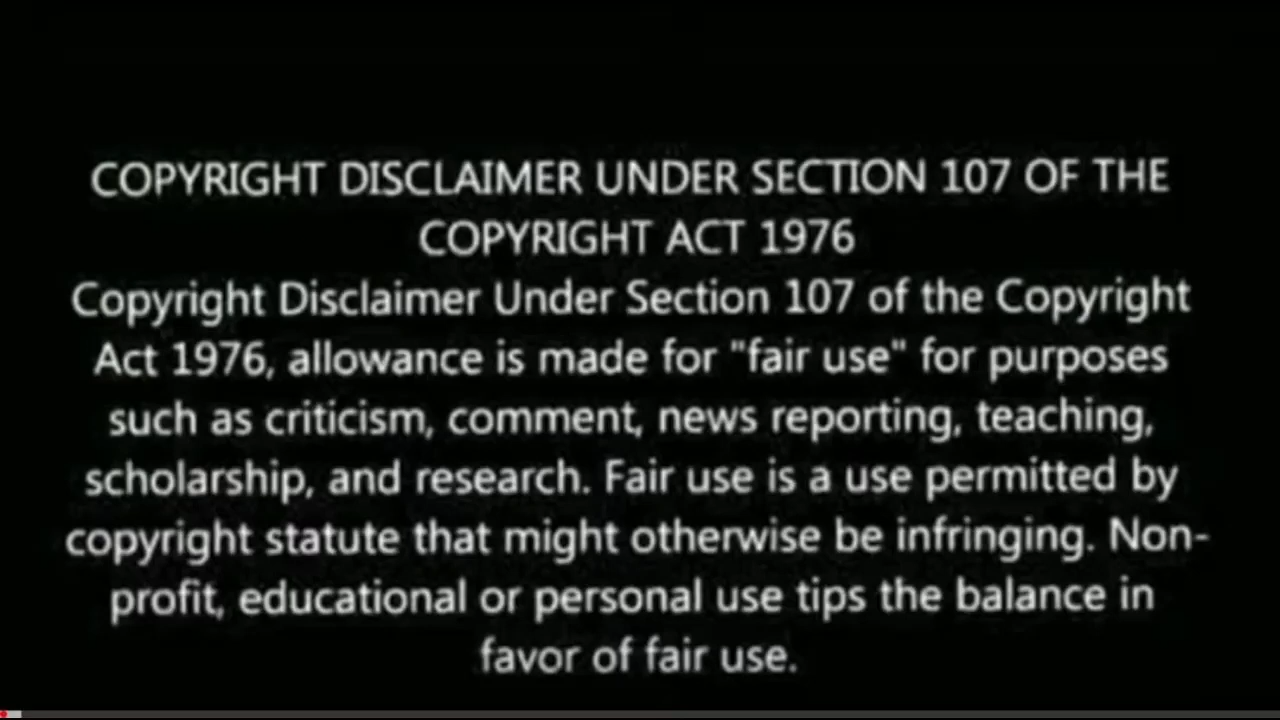 COPYRIGHT DISCLAIMER UNDER SECTION 107 OF THE
COPYRIGHT ACT 1976
Copyright Disclaimer Under Section 107 of the Copyright
Act 1976, allowance is made for "fair use" for purposes
such as criticism, comment, news reporting, teaching,
scholarship, and research. Fair use is a use permitted by
copyright statute that might otherwise be infringing. Non-
profit, educational or personal use tips the balance in
favor of fair use.